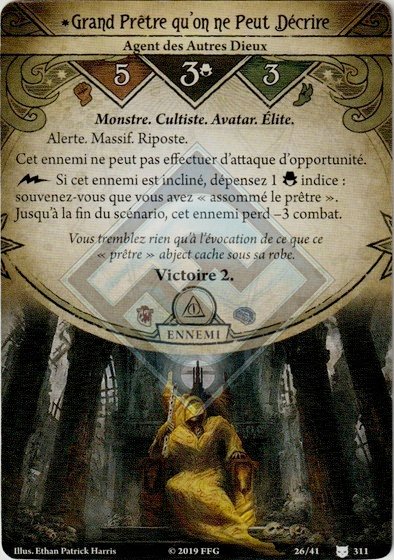 Grand Prêtre qu'on ne Peut Décrire
Agent des Autres Dieux
5 3 3
Monstre. Cultiste. Avatar. Élite.
Alerte. Massif. Riposte.
Cet ennemi ne peut pas effectuer d'attaque d'opportunité.
Si cet ennemi est incliné, dépensez 1 indice :
souvenez-vous que vous avez « assommé le prêtre ».
Jusqu'à la fin du scénario, cet ennemi perd –3 combat.
Vous tremblez rien qu'à l'évocation de ce que ce
« prêtre » abject cache sous sa robe.
Victoire 2.
ENNEMI
Illus. Ethan Patrick Harris © 2019 FFG 26/41 311